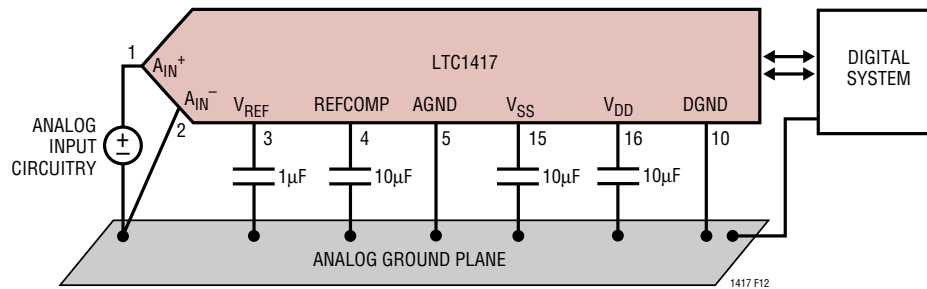 LTC1417
DIGITAL
SYSTEM
1
AIN+
AIN−
2
VREF
REFCOMP
AGND
VSS
VDD
DGND
3
4
5
15
16
10
ANALOG
INPUT
CIRCUITRY
+
−
1µF
10µF
10µF
10µF
ANALOG GROUND PLANE
1417 F12